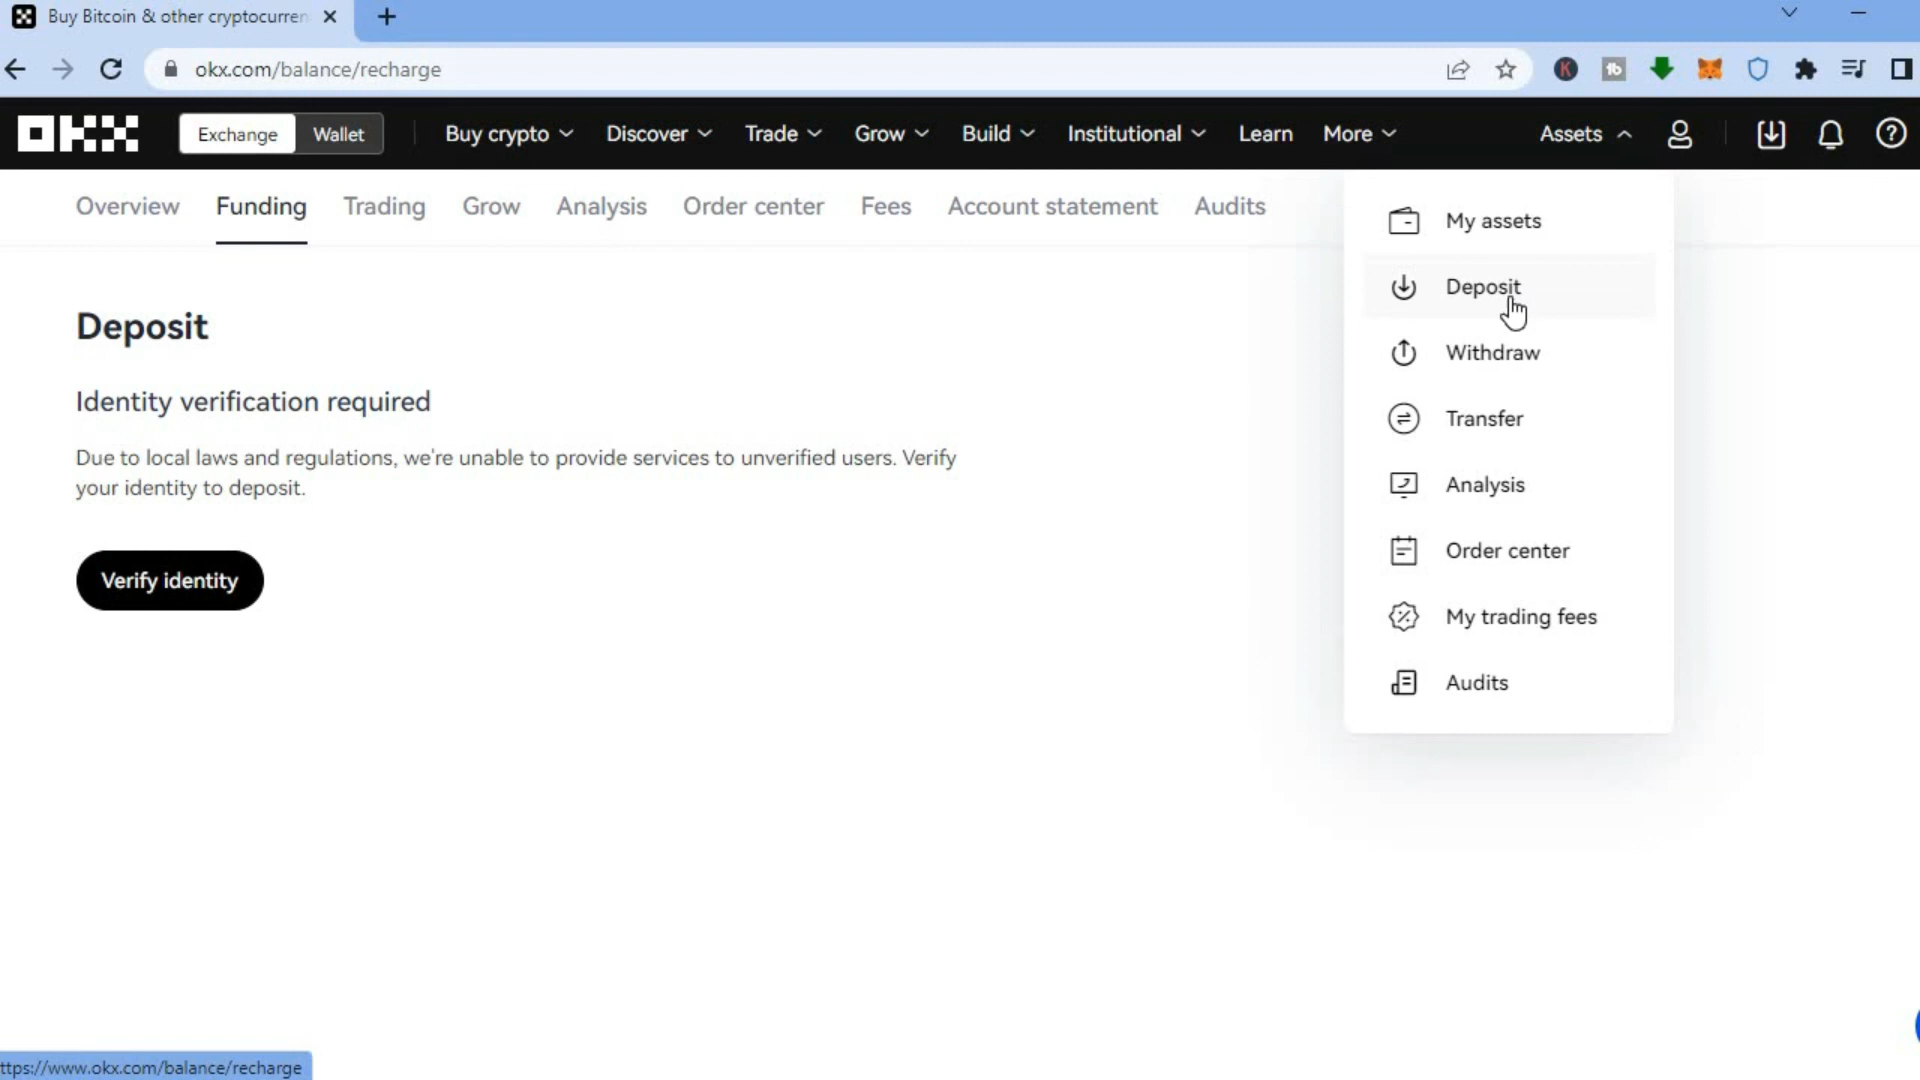 Buy Bitcoin & other cryptocurren
okx.com/balance/recharge
OKX
Exchange Wallet Buy crypto Discover Trade Grow Build Institutional Learn More Assets
Overview Funding Trading Grow Analysis Order center Fees Account statement Audits
My assets
Deposit
Withdraw
Transfer
Analysis
Order center
My trading fees
Audits
Deposit
Identity verification required
Due to local laws and regulations, we're unable to provide services to unverified users. Verify
your identity to deposit.
Verify identity
ttps://www.okx.com/balance/recharge